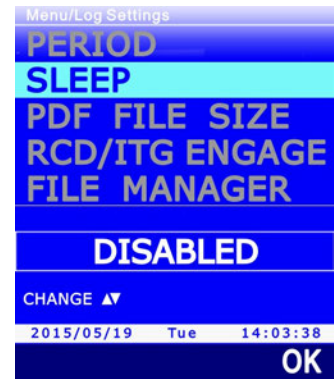 Menu/Log Settings
PERIOD
SLEEP
PDF FILE SIZE
RCD/ITG ENGAGE
FILE MANAGER
DISABLED
CHANGE ▲▼
2015/05/19 Tue 14:03:38
OK